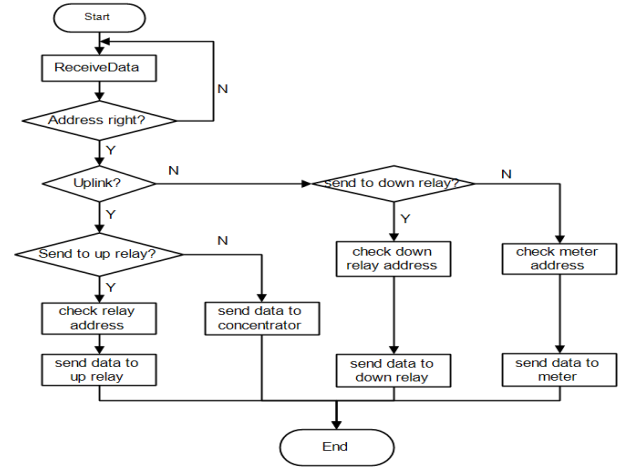 Start
ReceiveData
N
Address right?
Y
Uplink?
N
send to down relay?
N
Y
Y
Send to up relay?
N
check down
relay address
check meter
address
Y
check relay
address
send data to
concentrator
send data to
up relay
send data to
down relay
send data to
meter
End